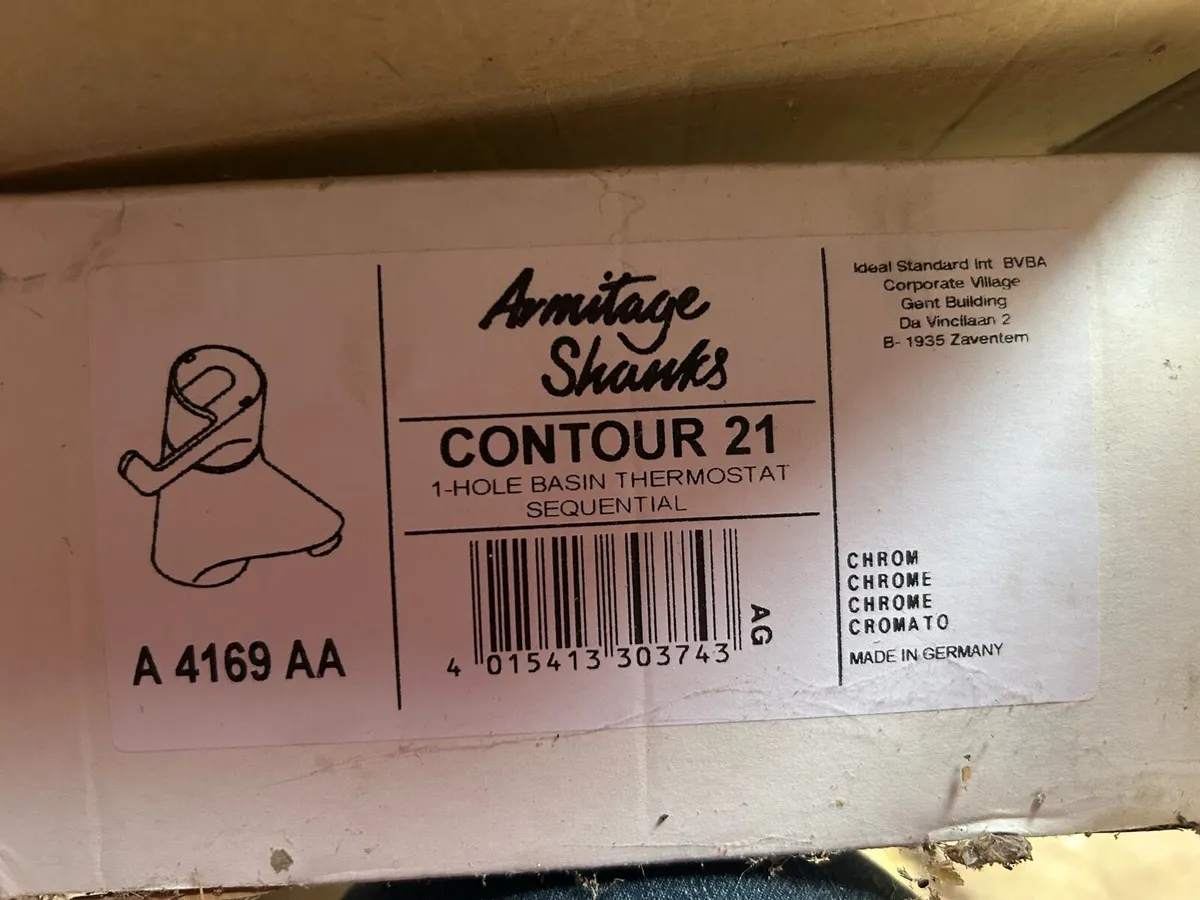 Armitage
Shanks
CONTOUR 21
1-HOLE BASIN THERMOSTAT
SEQUENTIAL
4 015413 303743
AG
A 4169 AA
Ideal Standard Int BVBA
Corporate Village
Gent Building
Da Vincilaan 2
B- 1935 Zaventem
CHROM
CHROME
CHROME
CROMATO
MADE IN GERMANY